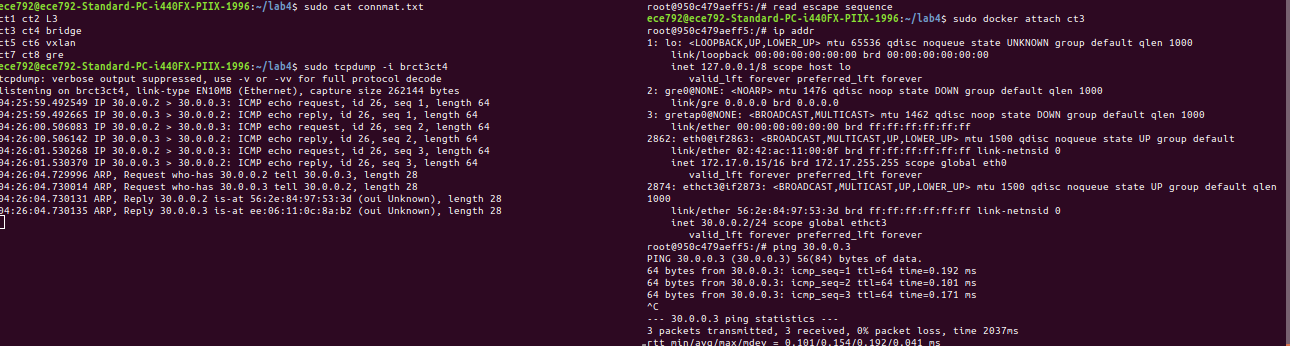 ece792@ece792-Standard-PC-i440FX-PIIX-1996:~/lab4$ sudo cat connmat.txt
ct1 ct2 L3
ct3 ct4 bridge
ct5 ct6 vxlan
ct7 ct8 gre
ece792@ece792-Standard-PC-i440FX-PIIX-1996:~/lab4$ sudo tcpdump -i brct3ct4
tcpdump: verbose output suppressed, use -v or -vv for full protocol decode
listening on brct3ct4, link-type EN10MB (Ethernet), capture size 262144 bytes
04:25:59.492549 IP 30.0.0.2 > 30.0.0.3: ICMP echo request, id 26, seq 1, length 64
04:25:59.492665 IP 30.0.0.3 > 30.0.0.2: ICMP echo reply, id 26, seq 1, length 64
04:26:00.506083 IP 30.0.0.2 > 30.0.0.3: ICMP echo request, id 26, seq 2, length 64
04:26:00.506142 IP 30.0.0.3 > 30.0.0.2: ICMP echo reply, id 26, seq 2, length 64
04:26:01.530268 IP 30.0.0.2 > 30.0.0.3: ICMP echo request, id 26, seq 3, length 64
04:26:01.530370 IP 30.0.0.3 > 30.0.0.2: ICMP echo reply, id 26, seq 3, length 64
04:26:04.729996 ARP, Request who-has 30.0.0.2 tell 30.0.0.3, length 28
04:26:04.730014 ARP, Request who-has 30.0.0.3 tell 30.0.0.2, length 28
04:26:04.730131 ARP, Reply 30.0.0.2 is-at 56:2e:84:97:53:3d (oui Unknown), length 28
04:26:04.730135 ARP, Reply 30.0.0.3 is-at ee:06:11:0c:8a:b2 (oui Unknown), length 28
root@950c479aeff5:/# read escape sequence
ece792@ece792-Standard-PC-i440FX-PIIX-1996:~/lab4$ sudo docker attach ct3
root@950c479aeff5:/# ip addr
1: lo: <LOOPBACK,UP,LOWER_UP> mtu 65536 qdisc noqueue state UNKNOWN group default qlen 1000
link/loopback 00:00:00:00:00:00 brd 00:00:00:00:00:00
inet 127.0.0.1/8 scope host lo
valid_lft forever preferred_lft forever
2: gre0@NONE: <NOARP> mtu 1476 qdisc noop state DOWN group default qlen 1000
link/gre 0.0.0.0 brd 0.0.0.0
3: gretap0@NONE: <BROADCAST,MULTICAST> mtu 1462 qdisc noop state DOWN group default qlen 1000
link/ether 00:00:00:00:00:00 brd ff:ff:ff:ff:ff:ff
2862: eth0@if2863: <BROADCAST,MULTICAST,UP,LOWER_UP> mtu 1500 qdisc noqueue state UP group default
link/ether 02:42:ac:11:00:0f brd ff:ff:ff:ff:ff:ff link-netnsid 0
inet 172.17.0.15/16 brd 172.17.255.255 scope global eth0
valid_lft forever preferred_lft forever
2874: ethct3@if2873: <BROADCAST,MULTICAST,UP,LOWER_UP> mtu 1500 qdisc noqueue state UP group default qlen
1000
link/ether 56:2e:84:97:53:3d brd ff:ff:ff:ff:ff:ff link-netnsid 0
inet 30.0.0.2/24 scope global ethct3
valid_lft forever preferred_lft forever
root@950c479aeff5:/# ping 30.0.0.3
PING 30.0.0.3 (30.0.0.3) 56(84) bytes of data.
64 bytes from 30.0.0.3: icmp_seq=1 ttl=64 time=0.192 ms
64 bytes from 30.0.0.3: icmp_seq=2 ttl=64 time=0.101 ms
64 bytes from 30.0.0.3: icmp_seq=3 ttl=64 time=0.171 ms
^C
--- 30.0.0.3 ping statistics ---
3 packets transmitted, 3 received, 0% packet loss, time 2037ms
rtt min/avg/max/mdev = 0.101/0.154/0.192/0.041 ms